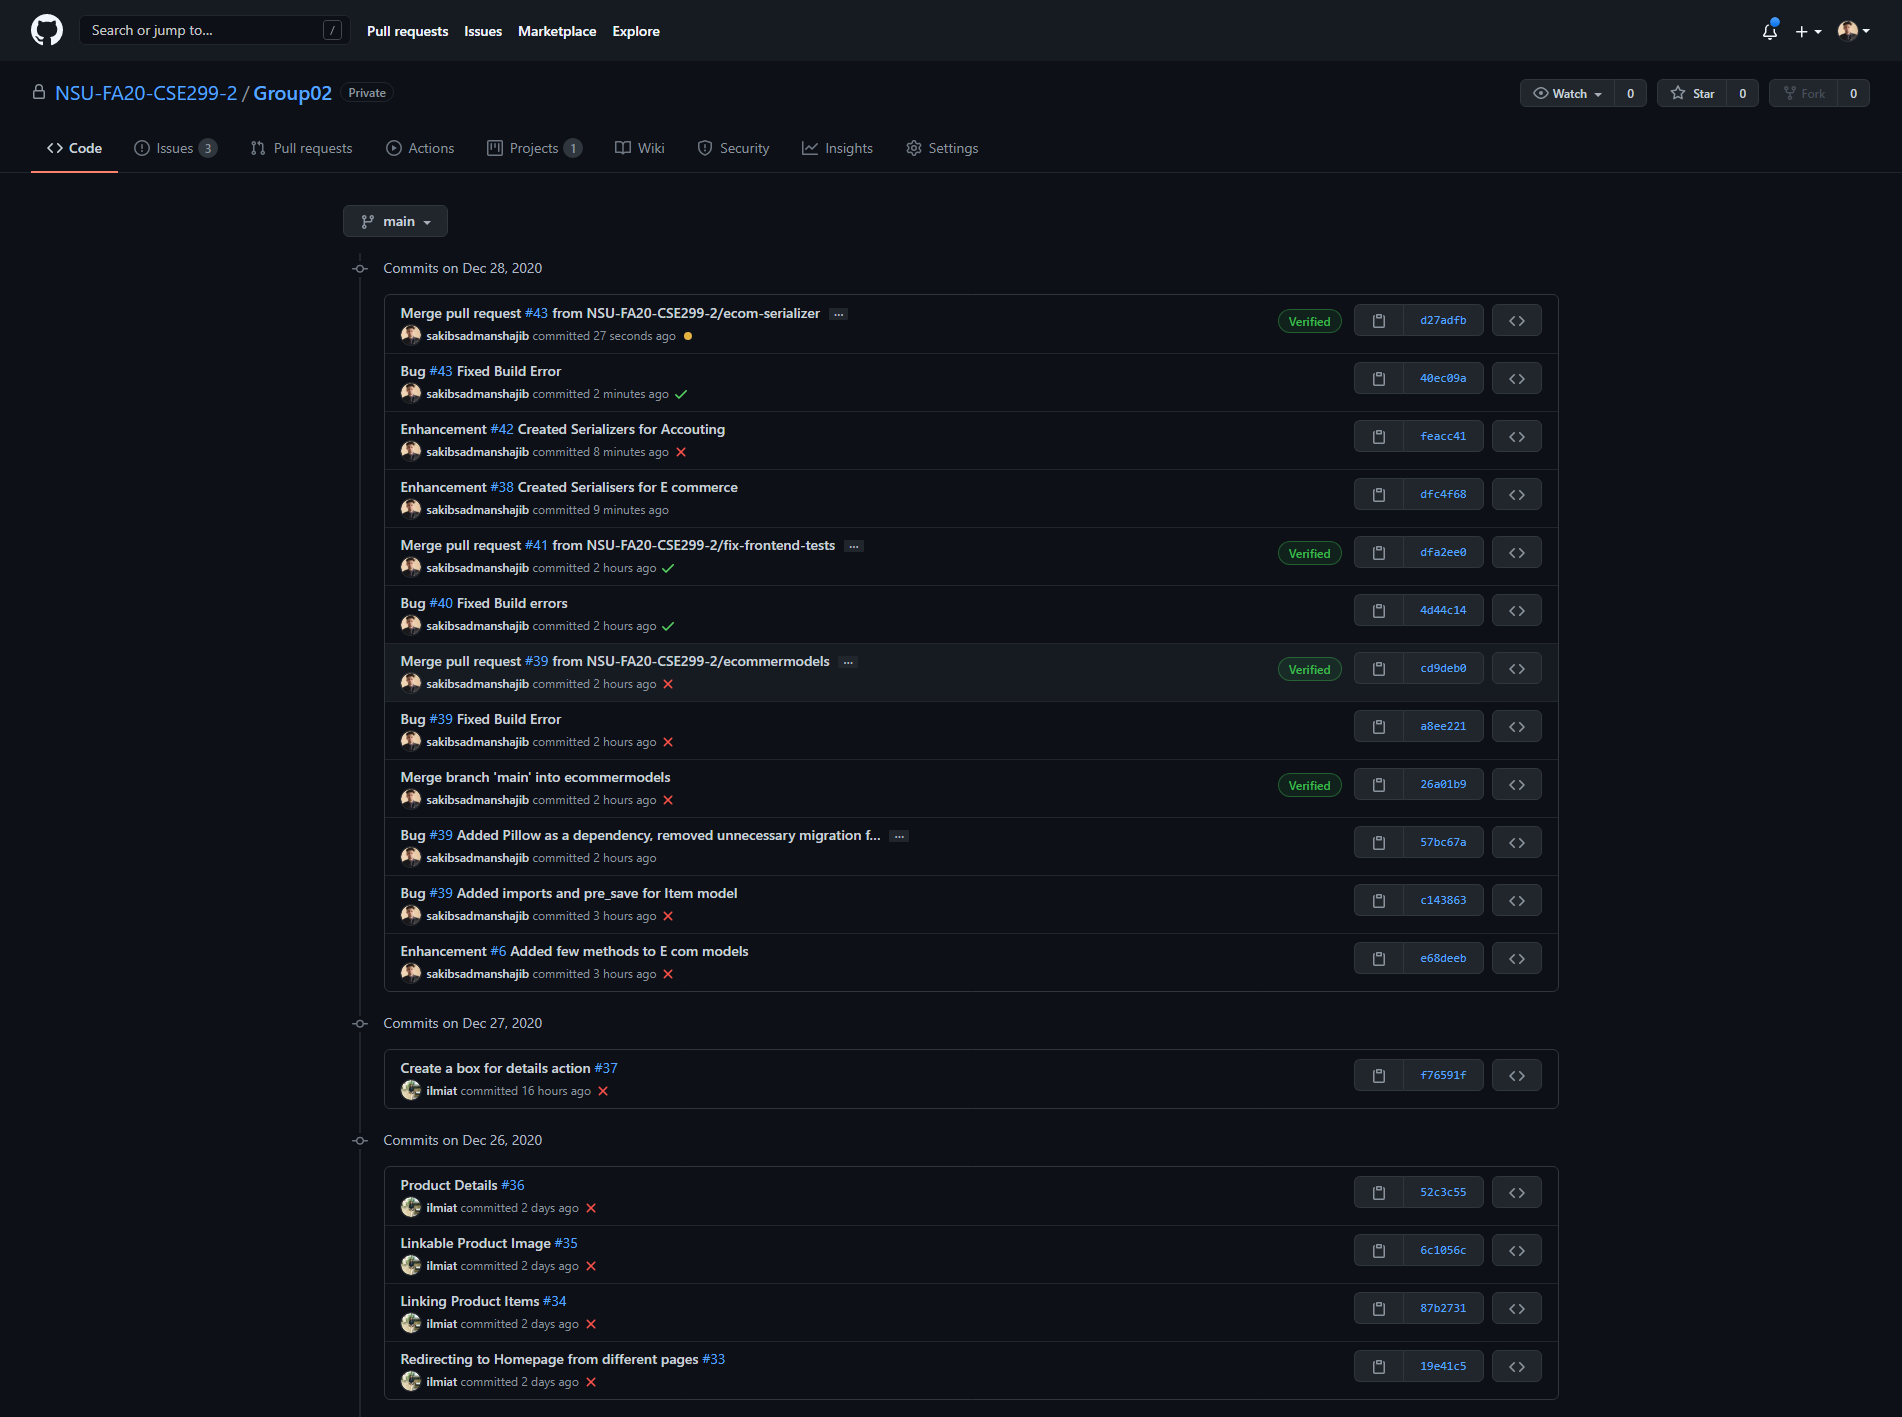 Search or jump to... /
Pull requests Issues Marketplace Explore
NSU-FA20-CSE299-2 / Group02 Private
Watch 0 Star 0 Fork 0
Code Issues 3 Pull requests Actions Projects 1 Wiki Security Insights Settings
main
Commits on Dec 28, 2020
Merge pull request #43 from NSU-FA20-CSE299-2/ecom-serializer ...
Verified d27adfb
sakibsadmanshajib committed 27 seconds ago
Bug #43 Fixed Build Error
40ec09a
sakibsadmanshajib committed 2 minutes ago
Enhancement #42 Created Serializers for Accouting
feacc41
sakibsadmanshajib committed 8 minutes ago
Enhancement #38 Created Serialisers for E commerce
dfc4f68
sakibsadmanshajib committed 9 minutes ago
Merge pull request #41 from NSU-FA20-CSE299-2/fix-frontend-tests ...
Verified dfa2ee0
sakibsadmanshajib committed 2 hours ago
Bug #40 Fixed Build errors
4d44c14
sakibsadmanshajib committed 2 hours ago
Merge pull request #39 from NSU-FA20-CSE299-2/ecommermodels ...
Verified cd9deb0
sakibsadmanshajib committed 2 hours ago
Bug #39 Fixed Build Error
a8ee221
sakibsadmanshajib committed 2 hours ago
Merge branch 'main' into ecommermodels
Verified 26a01b9
sakibsadmanshajib committed 2 hours ago
Bug #39 Added Pillow as a dependency, removed unnecessary migration f... ...
57bc67a
sakibsadmanshajib committed 2 hours ago
Bug #39 Added imports and pre_save for Item model
c143863
sakibsadmanshajib committed 3 hours ago
Enhancement #6 Added few methods to E com models
e68deeb
sakibsadmanshajib committed 3 hours ago
Commits on Dec 27, 2020
Create a box for details action #37
f76591f
ilmiat committed 16 hours ago
Commits on Dec 26, 2020
Product Details #36
52c3c55
ilmiat committed 2 days ago
Linkable Product Image #35
6c1056c
ilmiat committed 2 days ago
Linking Product Items #34
87b2731
ilmiat committed 2 days ago
Redirecting to Homepage from different pages #33
19e41c5
ilmiat committed 2 days ago